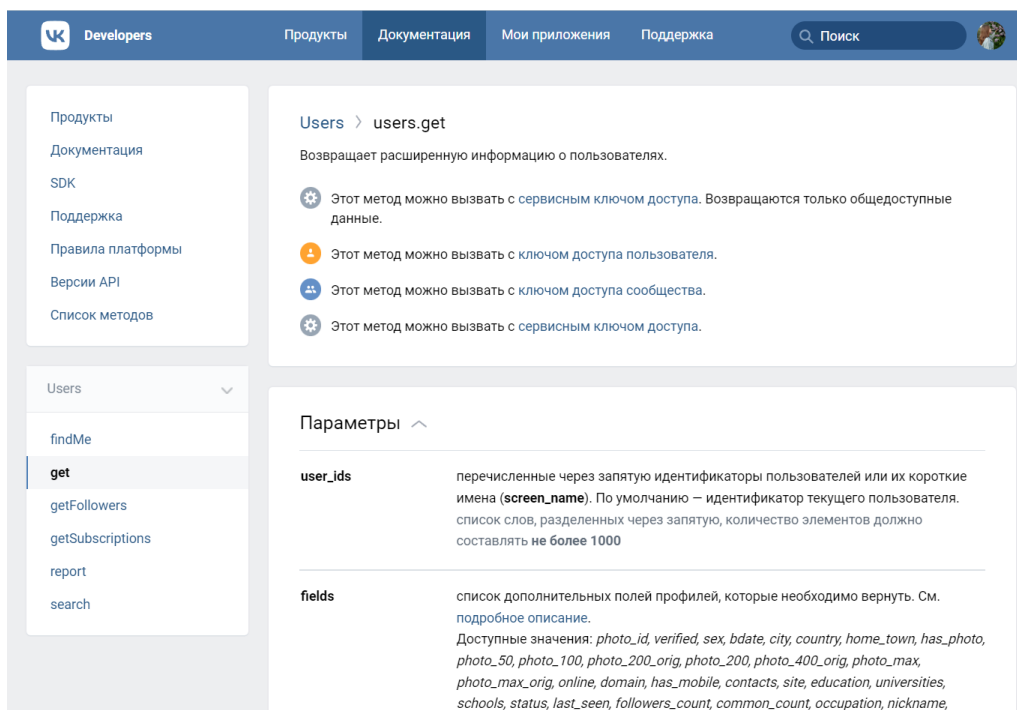 Developers
Продукты
Документация
Мои приложения
Поддержка
Поиск
Продукты
Документация
SDK
Поддержка
Правила платформы
Версии API
Список методов
Users
findMe
get
getFollowers
getSubscriptions
report
search
Users > users.get
Возвращает расширенную информацию о пользователях.
Этот метод можно вызвать с сервисным ключом доступа. Возвращаются только общедоступные
данные.
Этот метод можно вызвать с ключом доступа пользователя.
Этот метод можно вызвать с ключом доступа сообщества.
Этот метод можно вызвать с сервисным ключом доступа.
Параметры
user_ids
перечисленные через запятую идентификаторы пользователей или их короткие
имена (screen_name). По умолчанию — идентификатор текущего пользователя.
список слов, разделенных через запятую, количество элементов должно
составлять не более 1000
fields
список дополнительных полей профилей, которые необходимо вернуть. См.
подробное описание.
Доступные значения: photo_id, verified, sex, bdate, city, country, home_town, has_photo,
photo_50, photo_100, photo_200_orig, photo_200, photo_400_orig, photo_max,
photo_max_orig, online, domain, has_mobile, contacts, site, education, universities,
schools, status, last_seen, followers_count, common_count, occupation, nickname,